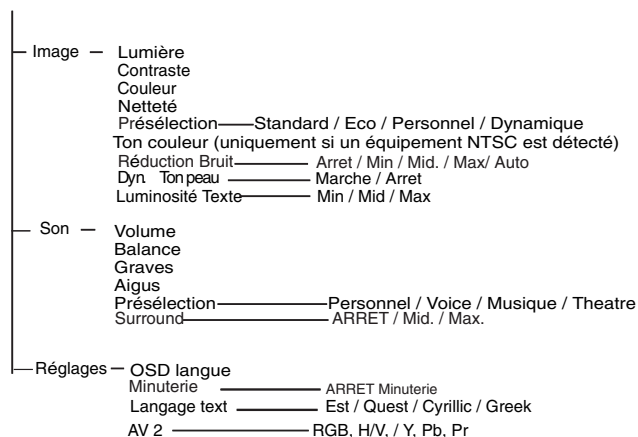 Image Lumière
Contraste
Couleur
Netteté
Présélection Standard / Eco / Personnel / Dynamique
Ton couleur (uniquement si un équipement NTSC est détecté)
Réduction Bruit Arret / Min / Mid. / Max/ Auto
Dyn. Ton peau Marche / Arret
Luminosité Texte Min / Mid / Max
Son Volume
Balance
Graves
Aigus
Présélection Personnel / Voice / Musique / Theatre
Surround ARRET / Mid. / Max.
Réglages OSD langue
Minuterie ARRET Minuterie
Langage text Est / Quest / Cyrillic / Greek
AV 2 RGB, H/V, / Y, Pb, Pr